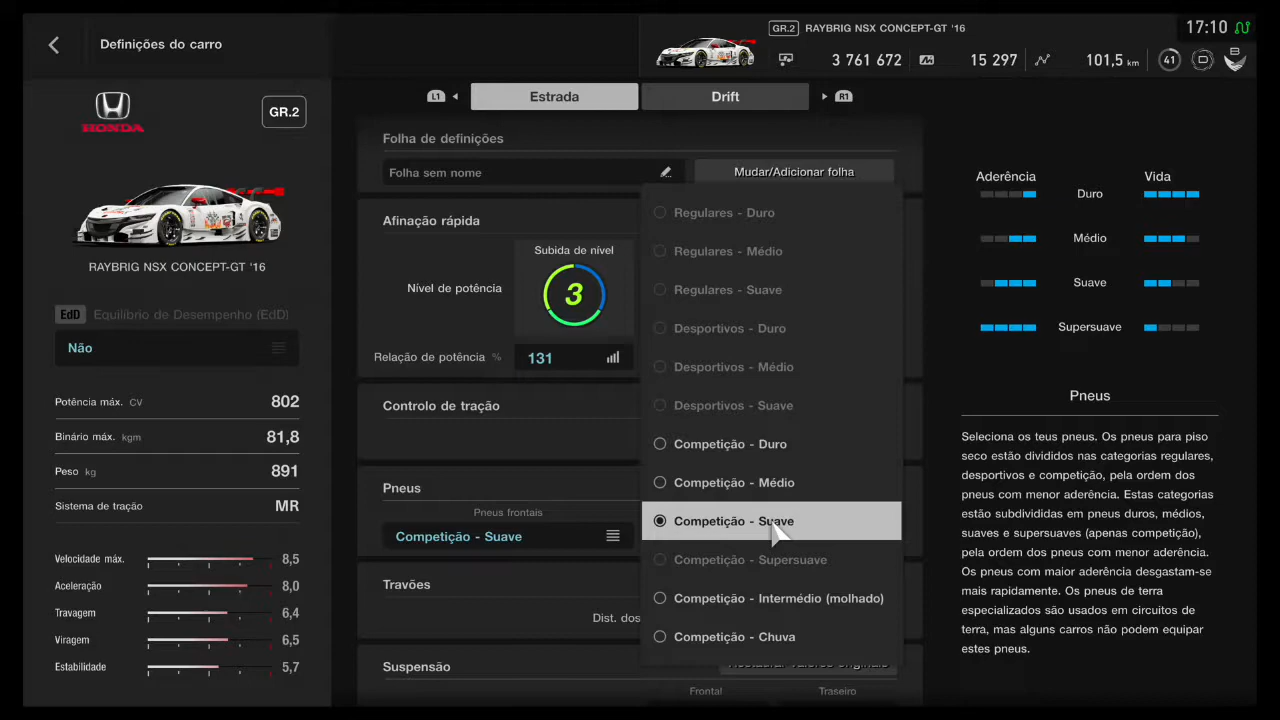 Definições do carro
GR.2 RAYBRIG NSX CONCEPT-GT '16
17:10
3 761 672
15 297
101,5 km
41
B
HONDA
GR.2
RAYBRIG NSX CONCEPT-GT '16
EdD Equilíbrio de Desempenho (EdD)
Não
Potência máx. CV 802
Binário máx. kgm 81,8
Peso kg 891
Sistema de tração MR
Velocidade máx. 8,5
Aceleração 8,0
Travagem 6,4
Viragem 6,5
Estabilidade 5,7
L1 Estrada Drift R1
Folha de definições
Folha sem nome
Mudar/Adicionar folha
Afinação rápida
Subida de nível
Nível de potência 3
Relação de potência % 131
Controlo de tração
Pneus
Pneus frontais
Competição - Suave
Travões
Dist. dos
Suspensão
Restaurar valores originais
Frontal Traseiro
Regulares - Duro
Regulares - Médio
Regulares - Suave
Desportivos - Duro
Desportivos - Médio
Desportivos - Suave
Competição - Duro
Competição - Médio
Competição - Suave
Competição - Supersuave
Competição - Intermédio (molhado)
Competição - Chuva
Aderência Vida
Duro
Médio
Suave
Supersuave
Pneus
Seleciona os teus pneus. Os pneus para piso
seco estão divididos nas categorias regulares,
desportivos e competição, pela ordem dos
pneus com menor aderência. Estas categorias
estão subdivididas em pneus duros, médios,
suaves e supersuaves (apenas competição),
pela ordem dos pneus com menor aderência.
Os pneus com maior aderência desgastam-se
mais rapidamente. Os pneus de terra
especializados são usados em circuitos de
terra, mas alguns carros não podem equipar
estes pneus.